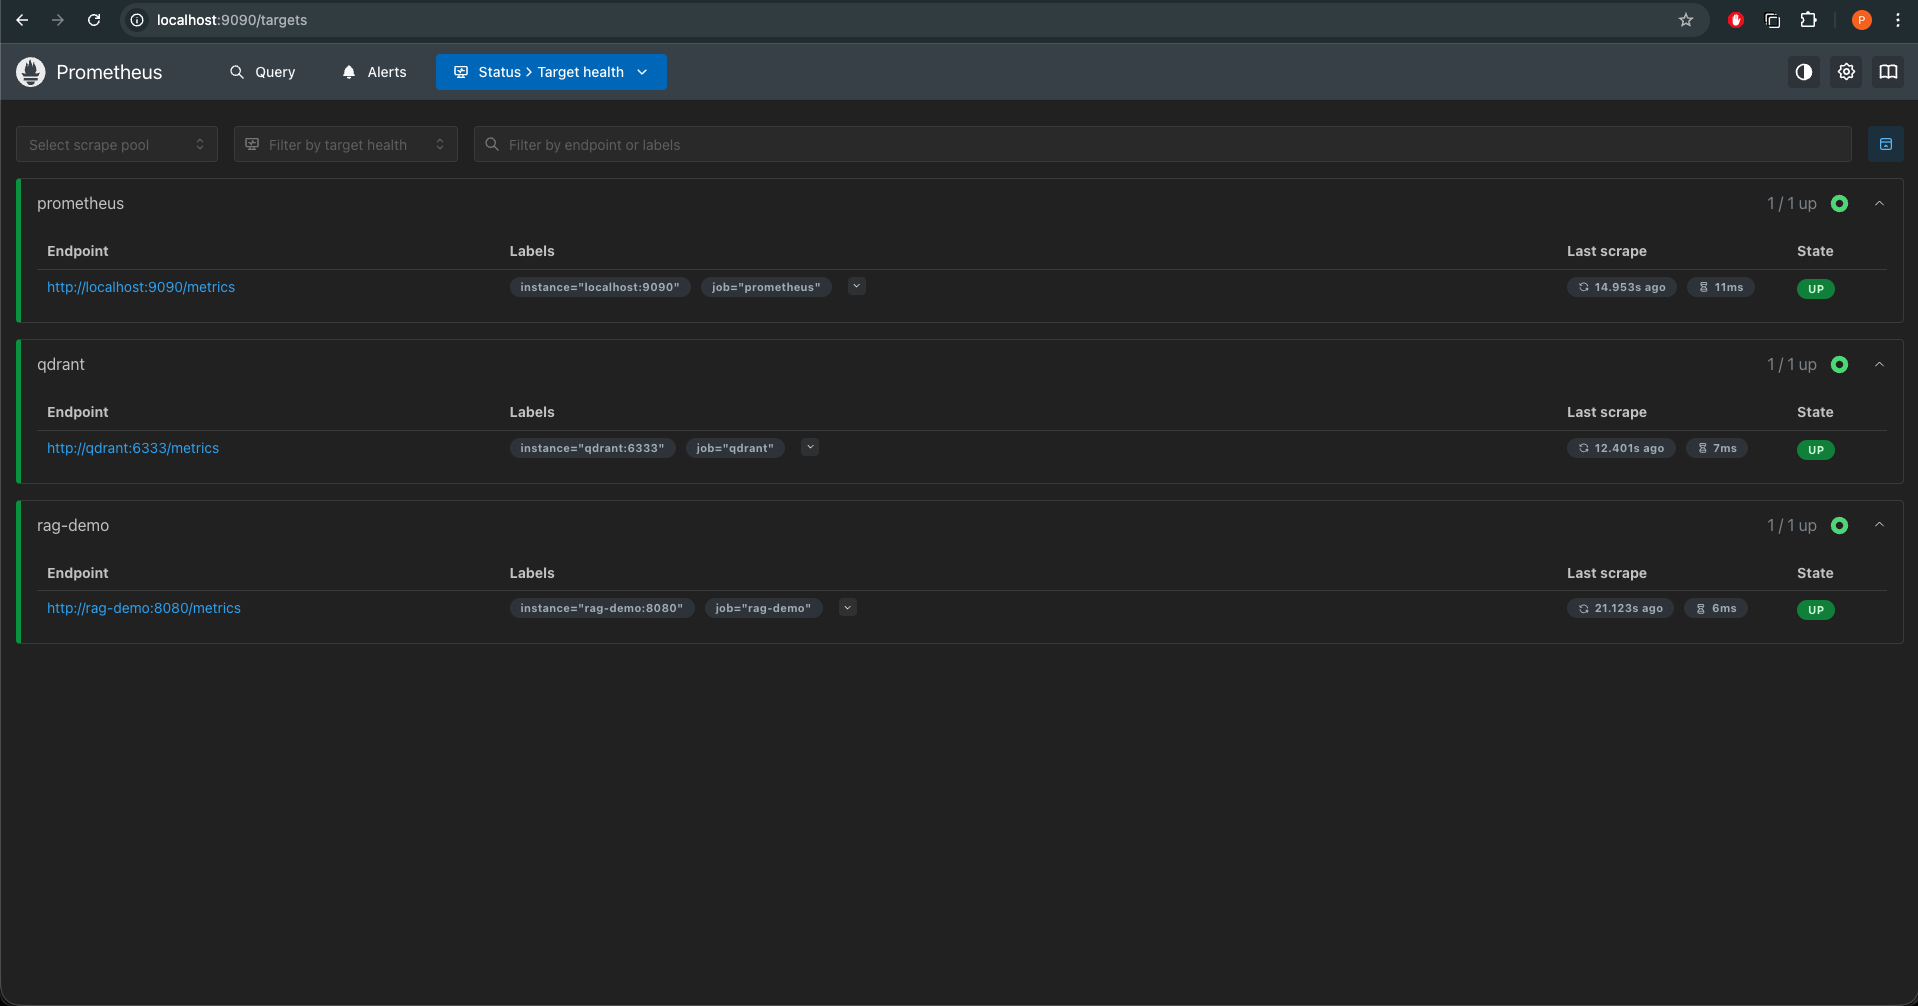 localhost:9090/targets
P
Prometheus Query Alerts Status > Target health
Select scrape pool Filter by target health Filter by endpoint or labels
prometheus 1 / 1 up
Endpoint Labels Last scrape State
http://localhost:9090/metrics instance="localhost:9090" job="prometheus" 14.953s ago 11ms UP
qdrant 1 / 1 up
Endpoint Labels Last scrape State
http://qdrant:6333/metrics instance="qdrant:6333" job="qdrant" 12.401s ago 7ms UP
rag-demo 1 / 1 up
Endpoint Labels Last scrape State
http://rag-demo:8080/metrics instance="rag-demo:8080" job="rag-demo" 21.123s ago 6ms UP